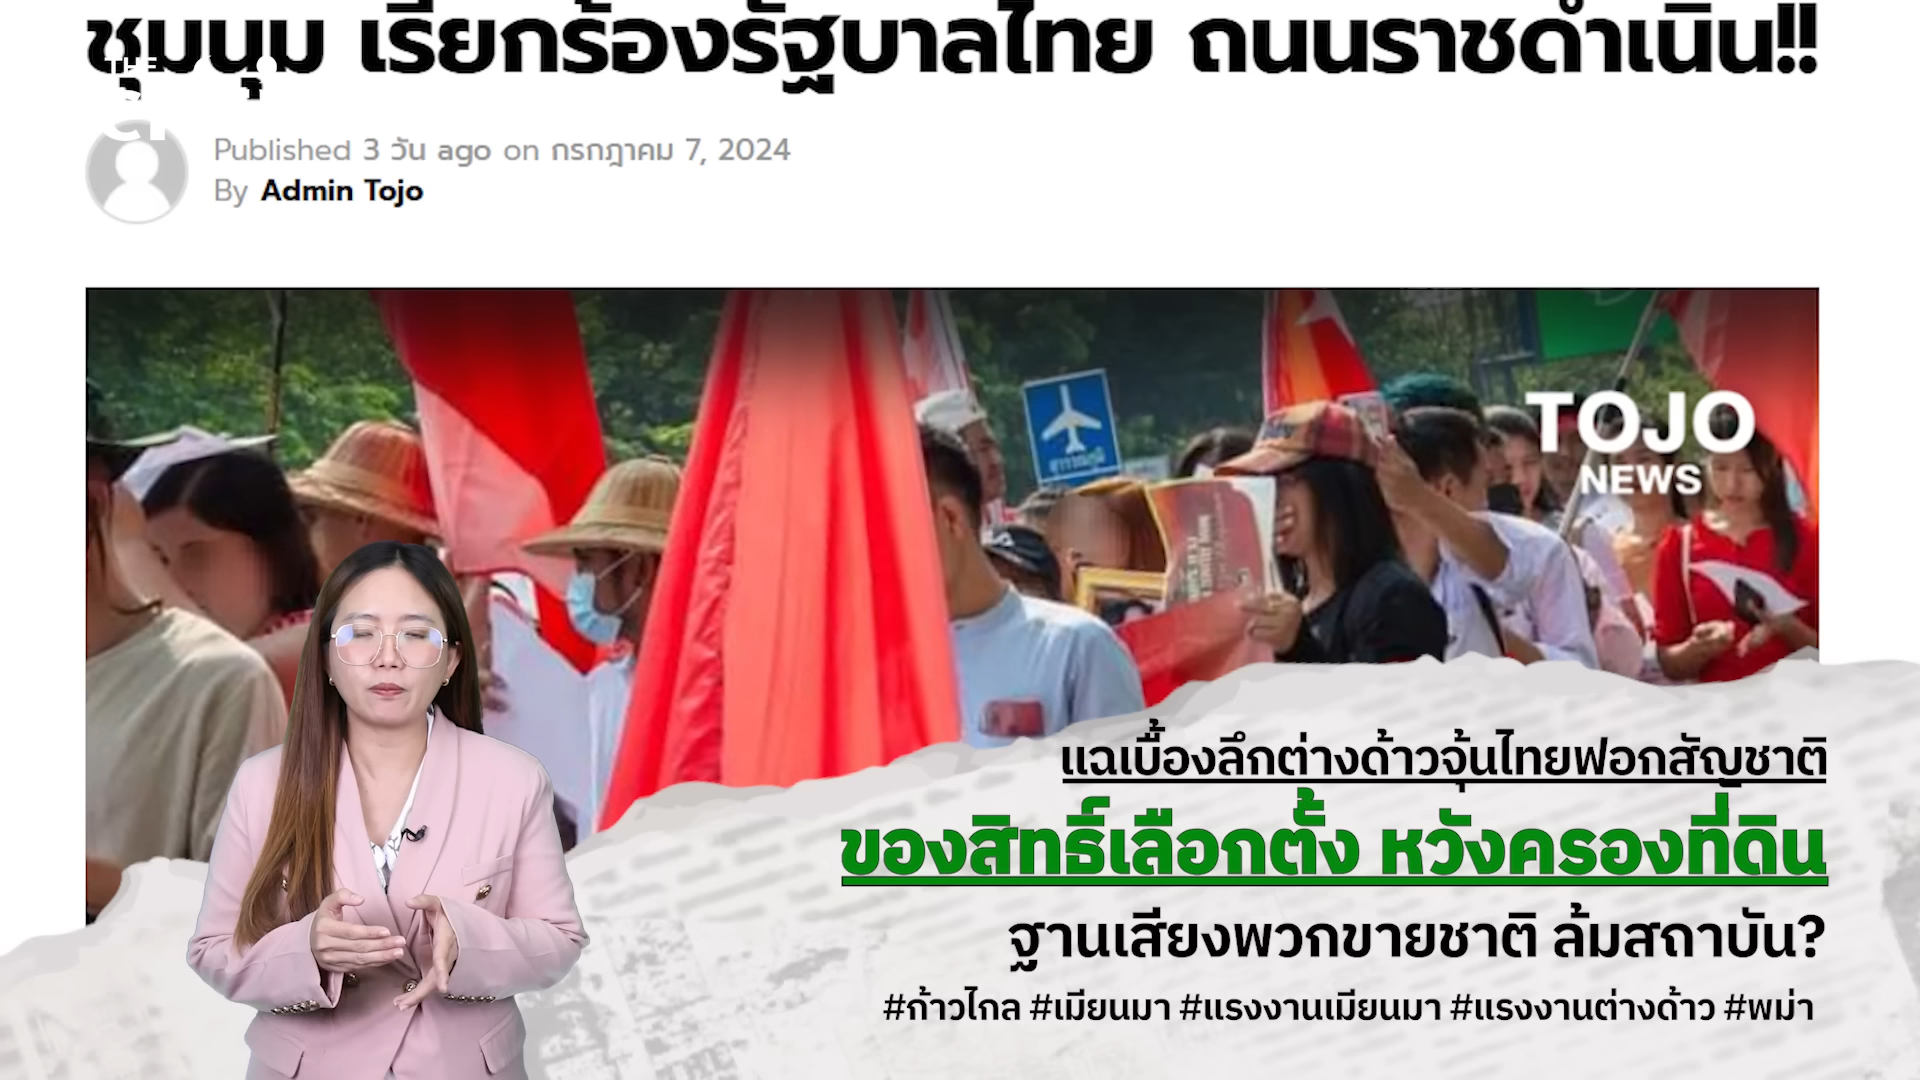 ชุมนุม เรียกร้องรัฐบาลไทย ถนนราชดำเนิน!!
THE
Published 3 วัน ago on กรกฎาคม 7, 2024
By Admin Tojo
TOJO
NEWS
แฉเบื้องลึกต่างด้าวจุ้นไทยฟอกสัญชาติ
ของสิทธิ์เลือกตั้ง หวังครองที่ดิน
ฐานเสียงพวกขายชาติ ล้มสถาบัน?
#ก้าวไกล #เมียนมา #แรงงานเมียนมา #แรงงานต่างด้าว #พม่า